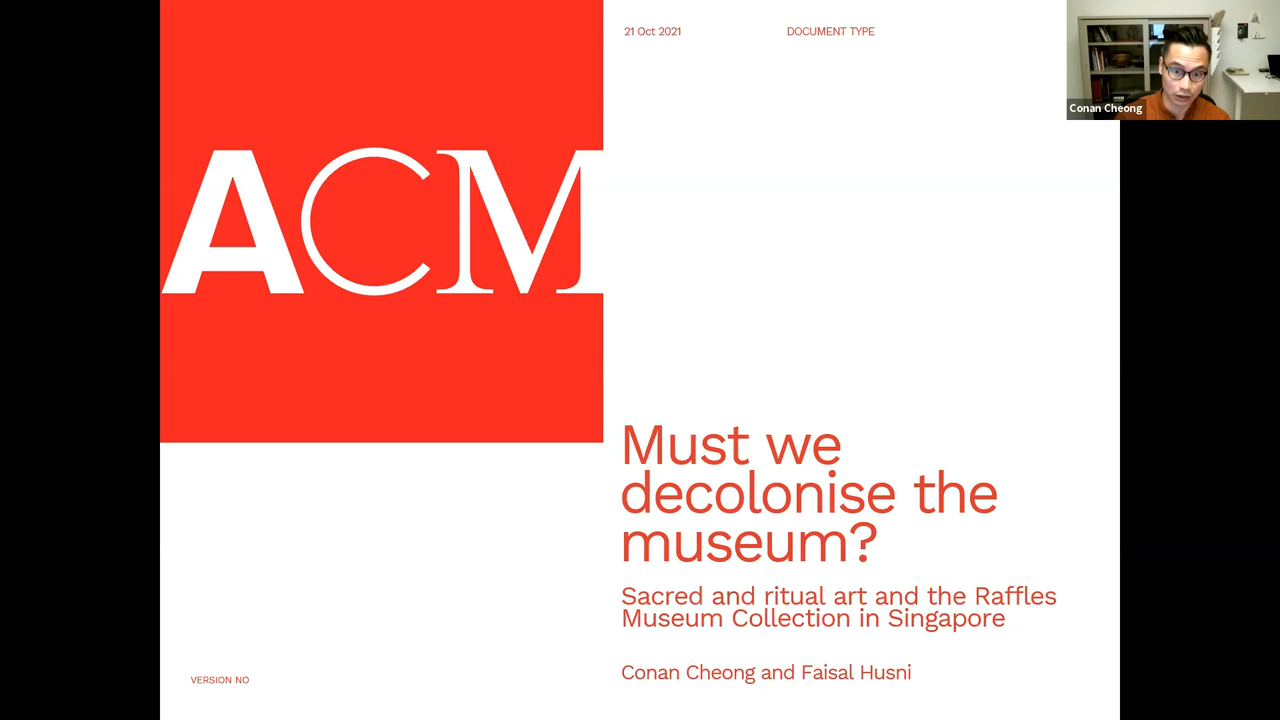 21 Oct 2021
DOCUMENT TYPE
Conan Cheong
ACM
Must we
decolonise the
museum?
Sacred and ritual art and the Raffles
Museum Collection in Singapore
Conan Cheong and Faisal Husni
VERSION NO